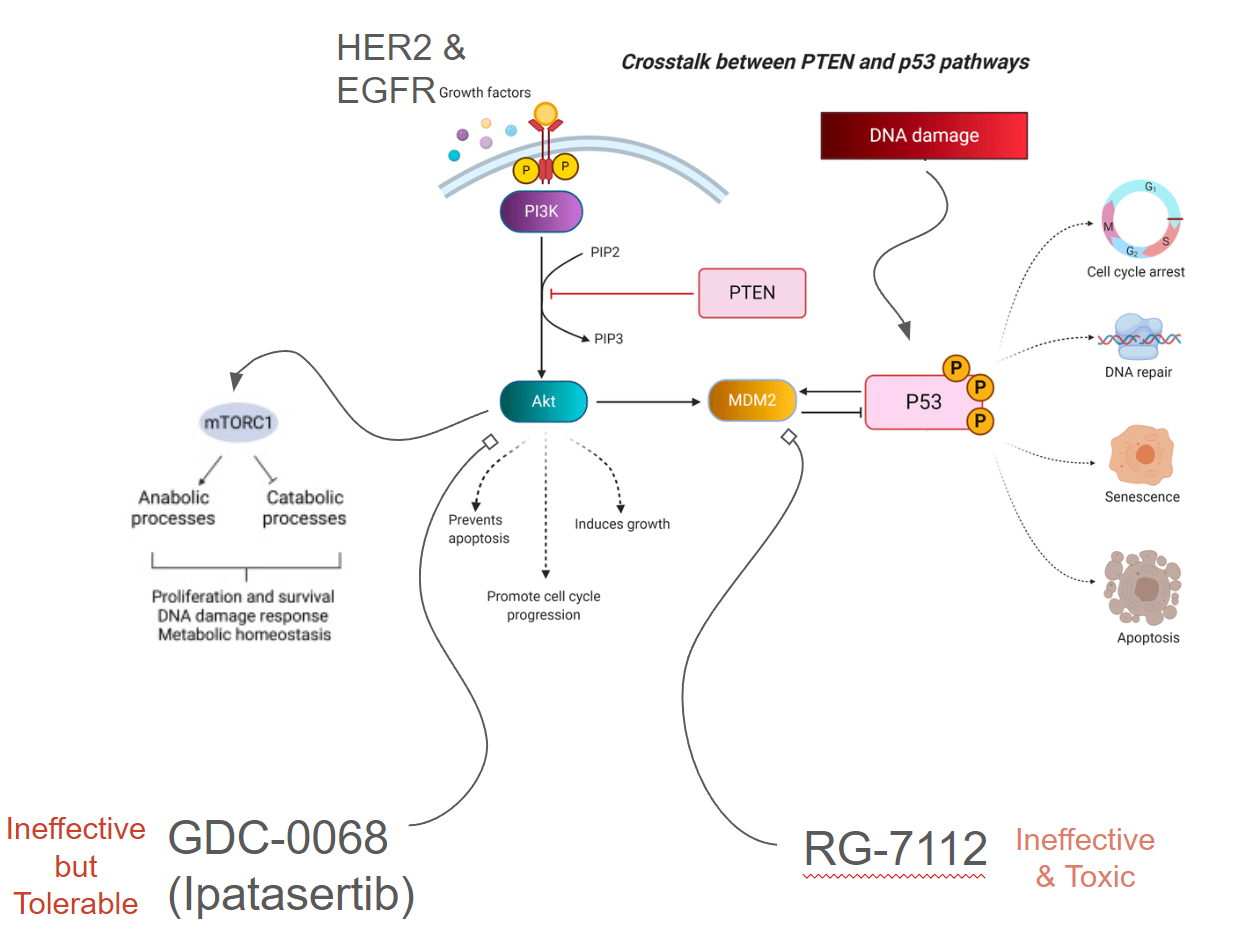 HER2 &
EGFR
Growth factors
Crosstalk between PTEN and p53 pathways
DNA damage
P
P
PI3K
PIP2
PTEN
PIP3
G1
M
S
G2
Cell cycle arrest
DNA repair
P
P
P
Akt
MDM2
P53
mTORC1
Anabolic
processes
Catabolic
processes
Prevents
apoptosis
Induces growth
Promote cell cycle
progression
Senescence
Proliferation and survival
DNA damage response
Metabolic homeostasis
Apoptosis
Ineffective
but
Tolerable
GDC-0068
(Ipatasertib)
RG-7112
Ineffective
& Toxic